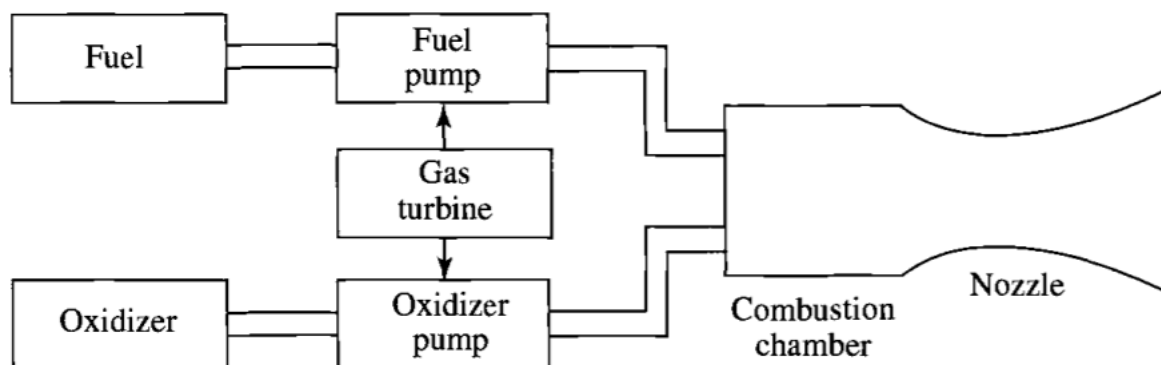 Fuel
Fuel
pump
Gas
turbine
Oxidizer
Oxidizer
pump
Combustion
chamber
Nozzle